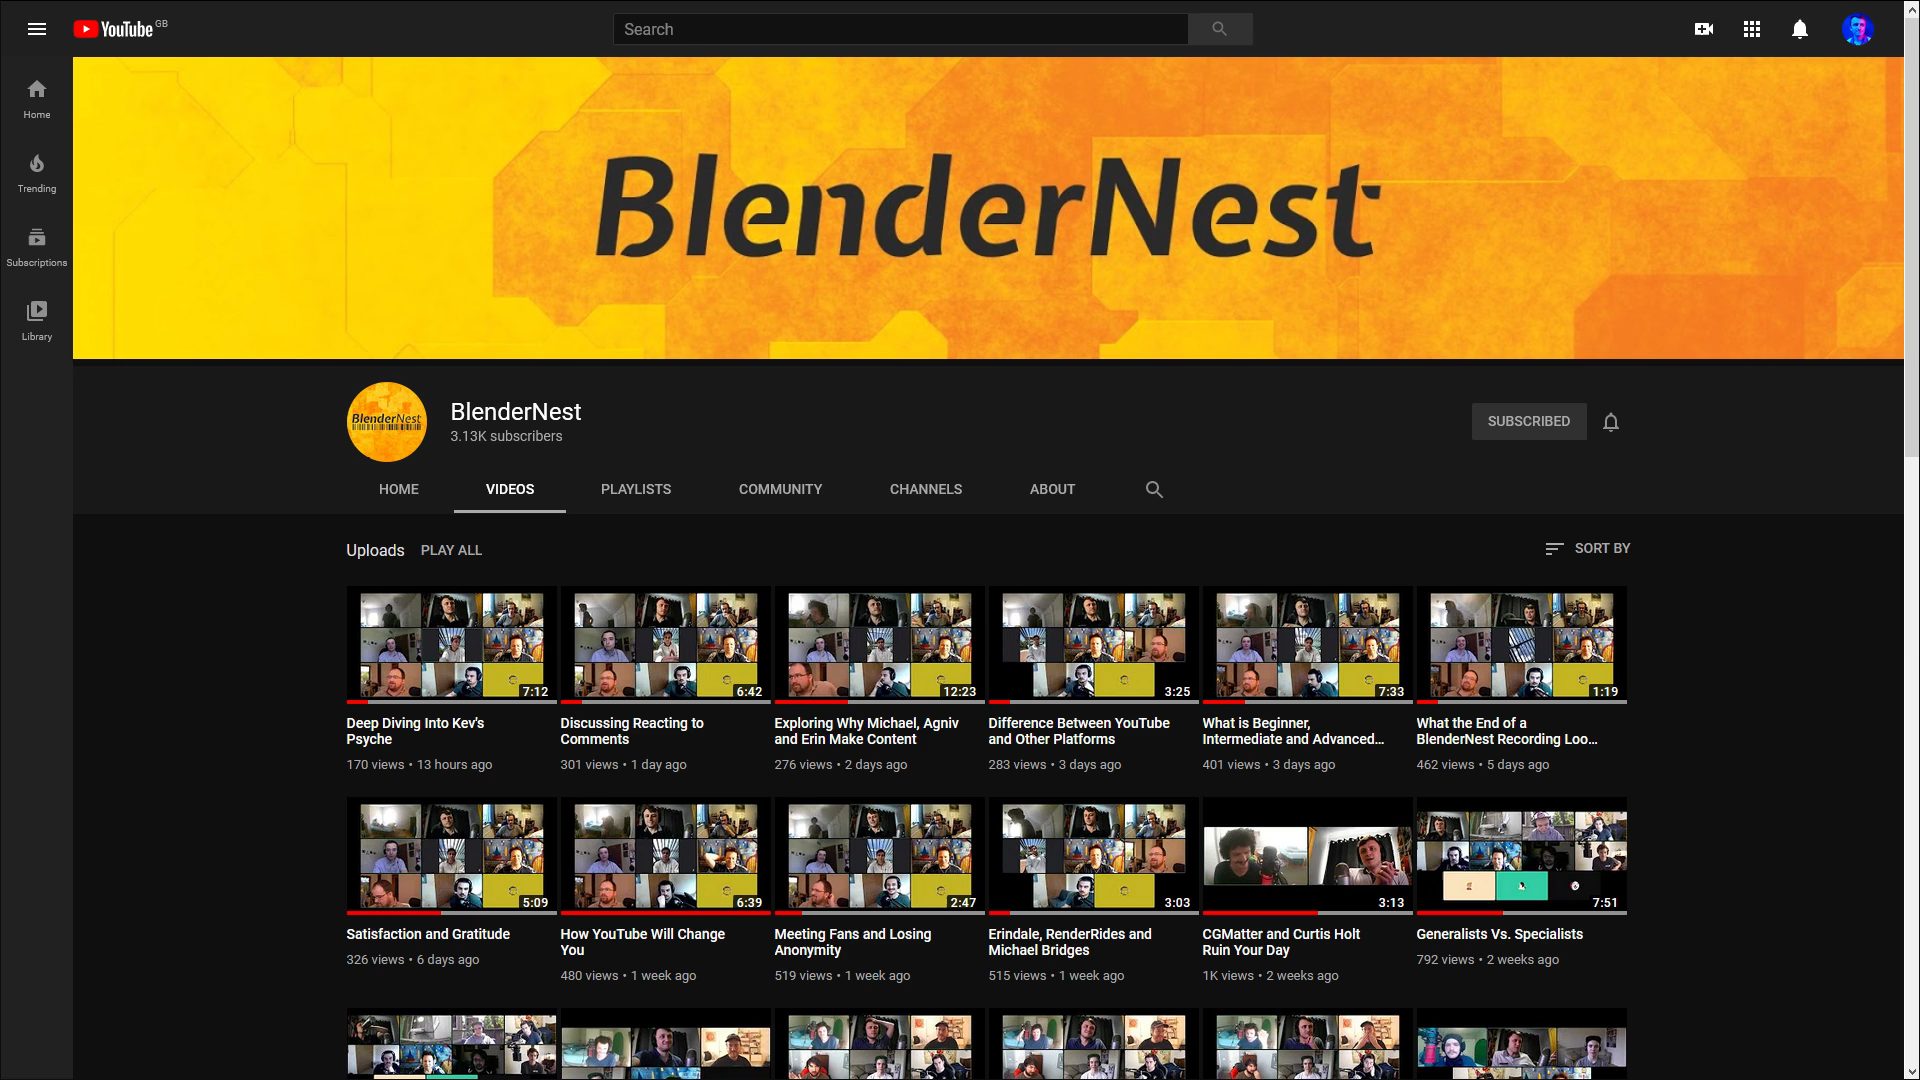 YouTube GB
Search
Home
Trending
Subscriptions
Library
BlenderNest
BlenderNest
BlenderNest
3.13K subscribers
SUBSCRIBED
HOME
VIDEOS
PLAYLISTS
COMMUNITY
CHANNELS
ABOUT
Uploads
PLAY ALL
SORT BY
7:12
6:42
12:23
3:25
7:33
1:19
Deep Diving Into Kev's
Psyche
170 views • 13 hours ago
Discussing Reacting to
Comments
301 views • 1 day ago
Exploring Why Michael, Agniv
and Erin Make Content
276 views • 2 days ago
Difference Between YouTube
and Other Platforms
283 views • 3 days ago
What is Beginner,
Intermediate and Advanced...
401 views • 3 days ago
What the End of a
BlenderNest Recording Loo...
462 views • 5 days ago
5:09
6:39
2:47
3:03
3:13
7:51
Satisfaction and Gratitude
326 views • 6 days ago
How YouTube Will Change
You
480 views • 1 week ago
Meeting Fans and Losing
Anonymity
519 views • 1 week ago
Erindale, RenderRides and
Michael Bridges
515 views • 1 week ago
CGMatter and Curtis Holt
Ruin Your Day
1K views • 2 weeks ago
Generalists Vs. Specialists
792 views • 2 weeks ago